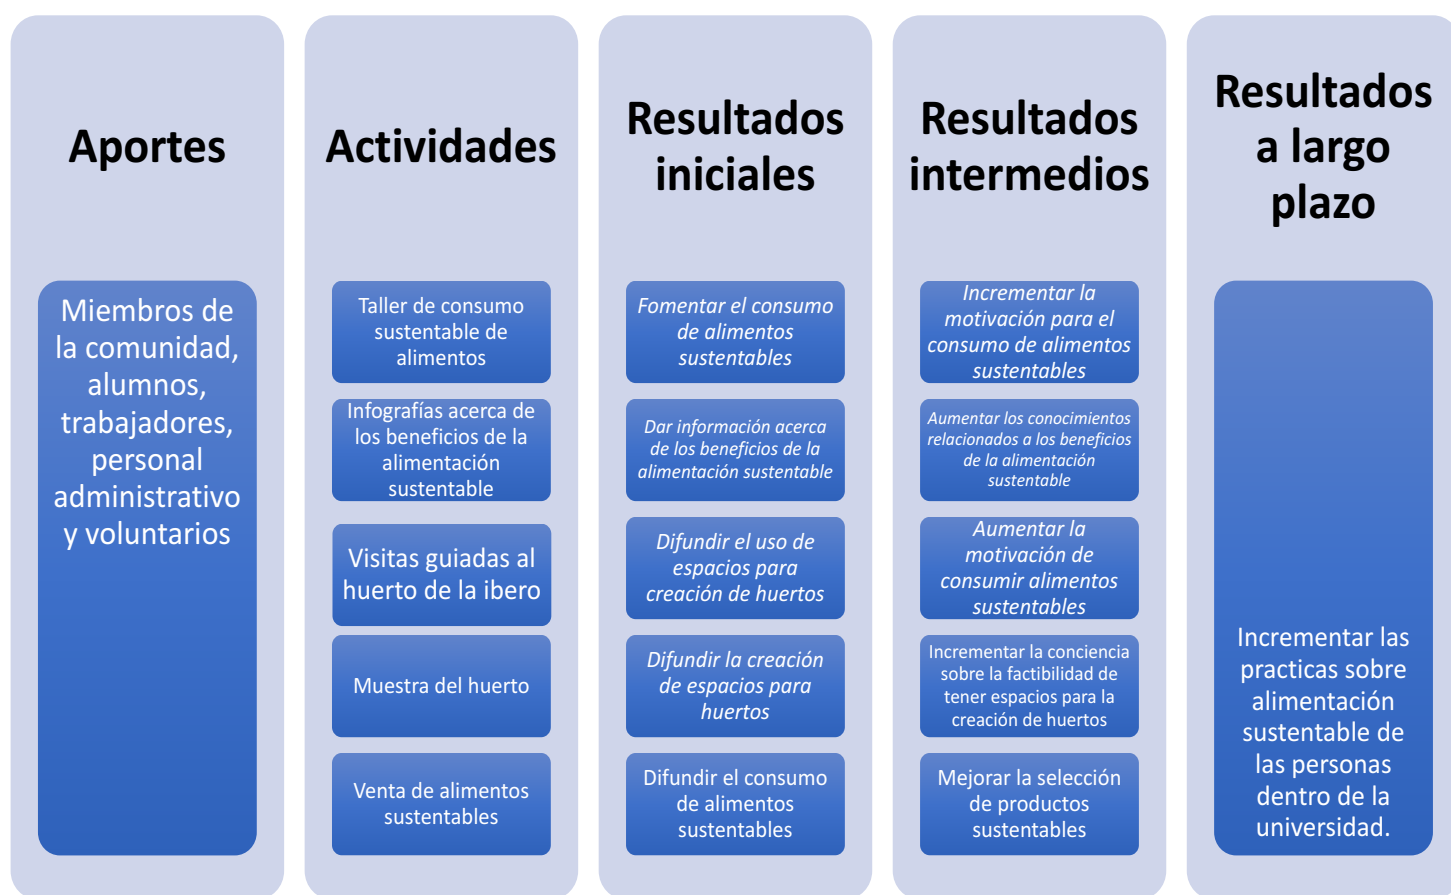 Aportes
Miembros de
la comunidad,
alumnos,
trabajadores,
personal
administrativo
y voluntarios
Actividades
Taller de consumo
sustentable de
alimentos
Infografías acerca de
los beneficios de la
alimentación
sustentable
Visitas guiadas al
huerto de la ibero
Muestra del huerto
Venta de alimentos
sustentables
Resultados
iniciales
Fomentar el consumo
de alimentos
sustentables
Dar información acerca
de los beneficios de la
alimentación sustentable
Difundir el uso de
espacios para
creación de huertos
Difundir la creación
de espacios para
huertos
Difundir el consumo
de alimentos
sustentables
Resultados
intermedios
Incrementar la
motivación para el
consumo de alimentos
sustentables
Aumentar los conocimientos
relacionados a los beneficios
de la alimentación
sustentable
Aumentar la
motivación de
consumir alimentos
sustentables
Incrementar la conciencia
sobre la factibilidad de
tener espacios para la
creación de huertos
Mejorar la selección
de productos
sustentables
Resultados
a largo
plazo
Incrementar las
practicas sobre
alimentación
sustentable de
las personas
dentro de la
universidad.